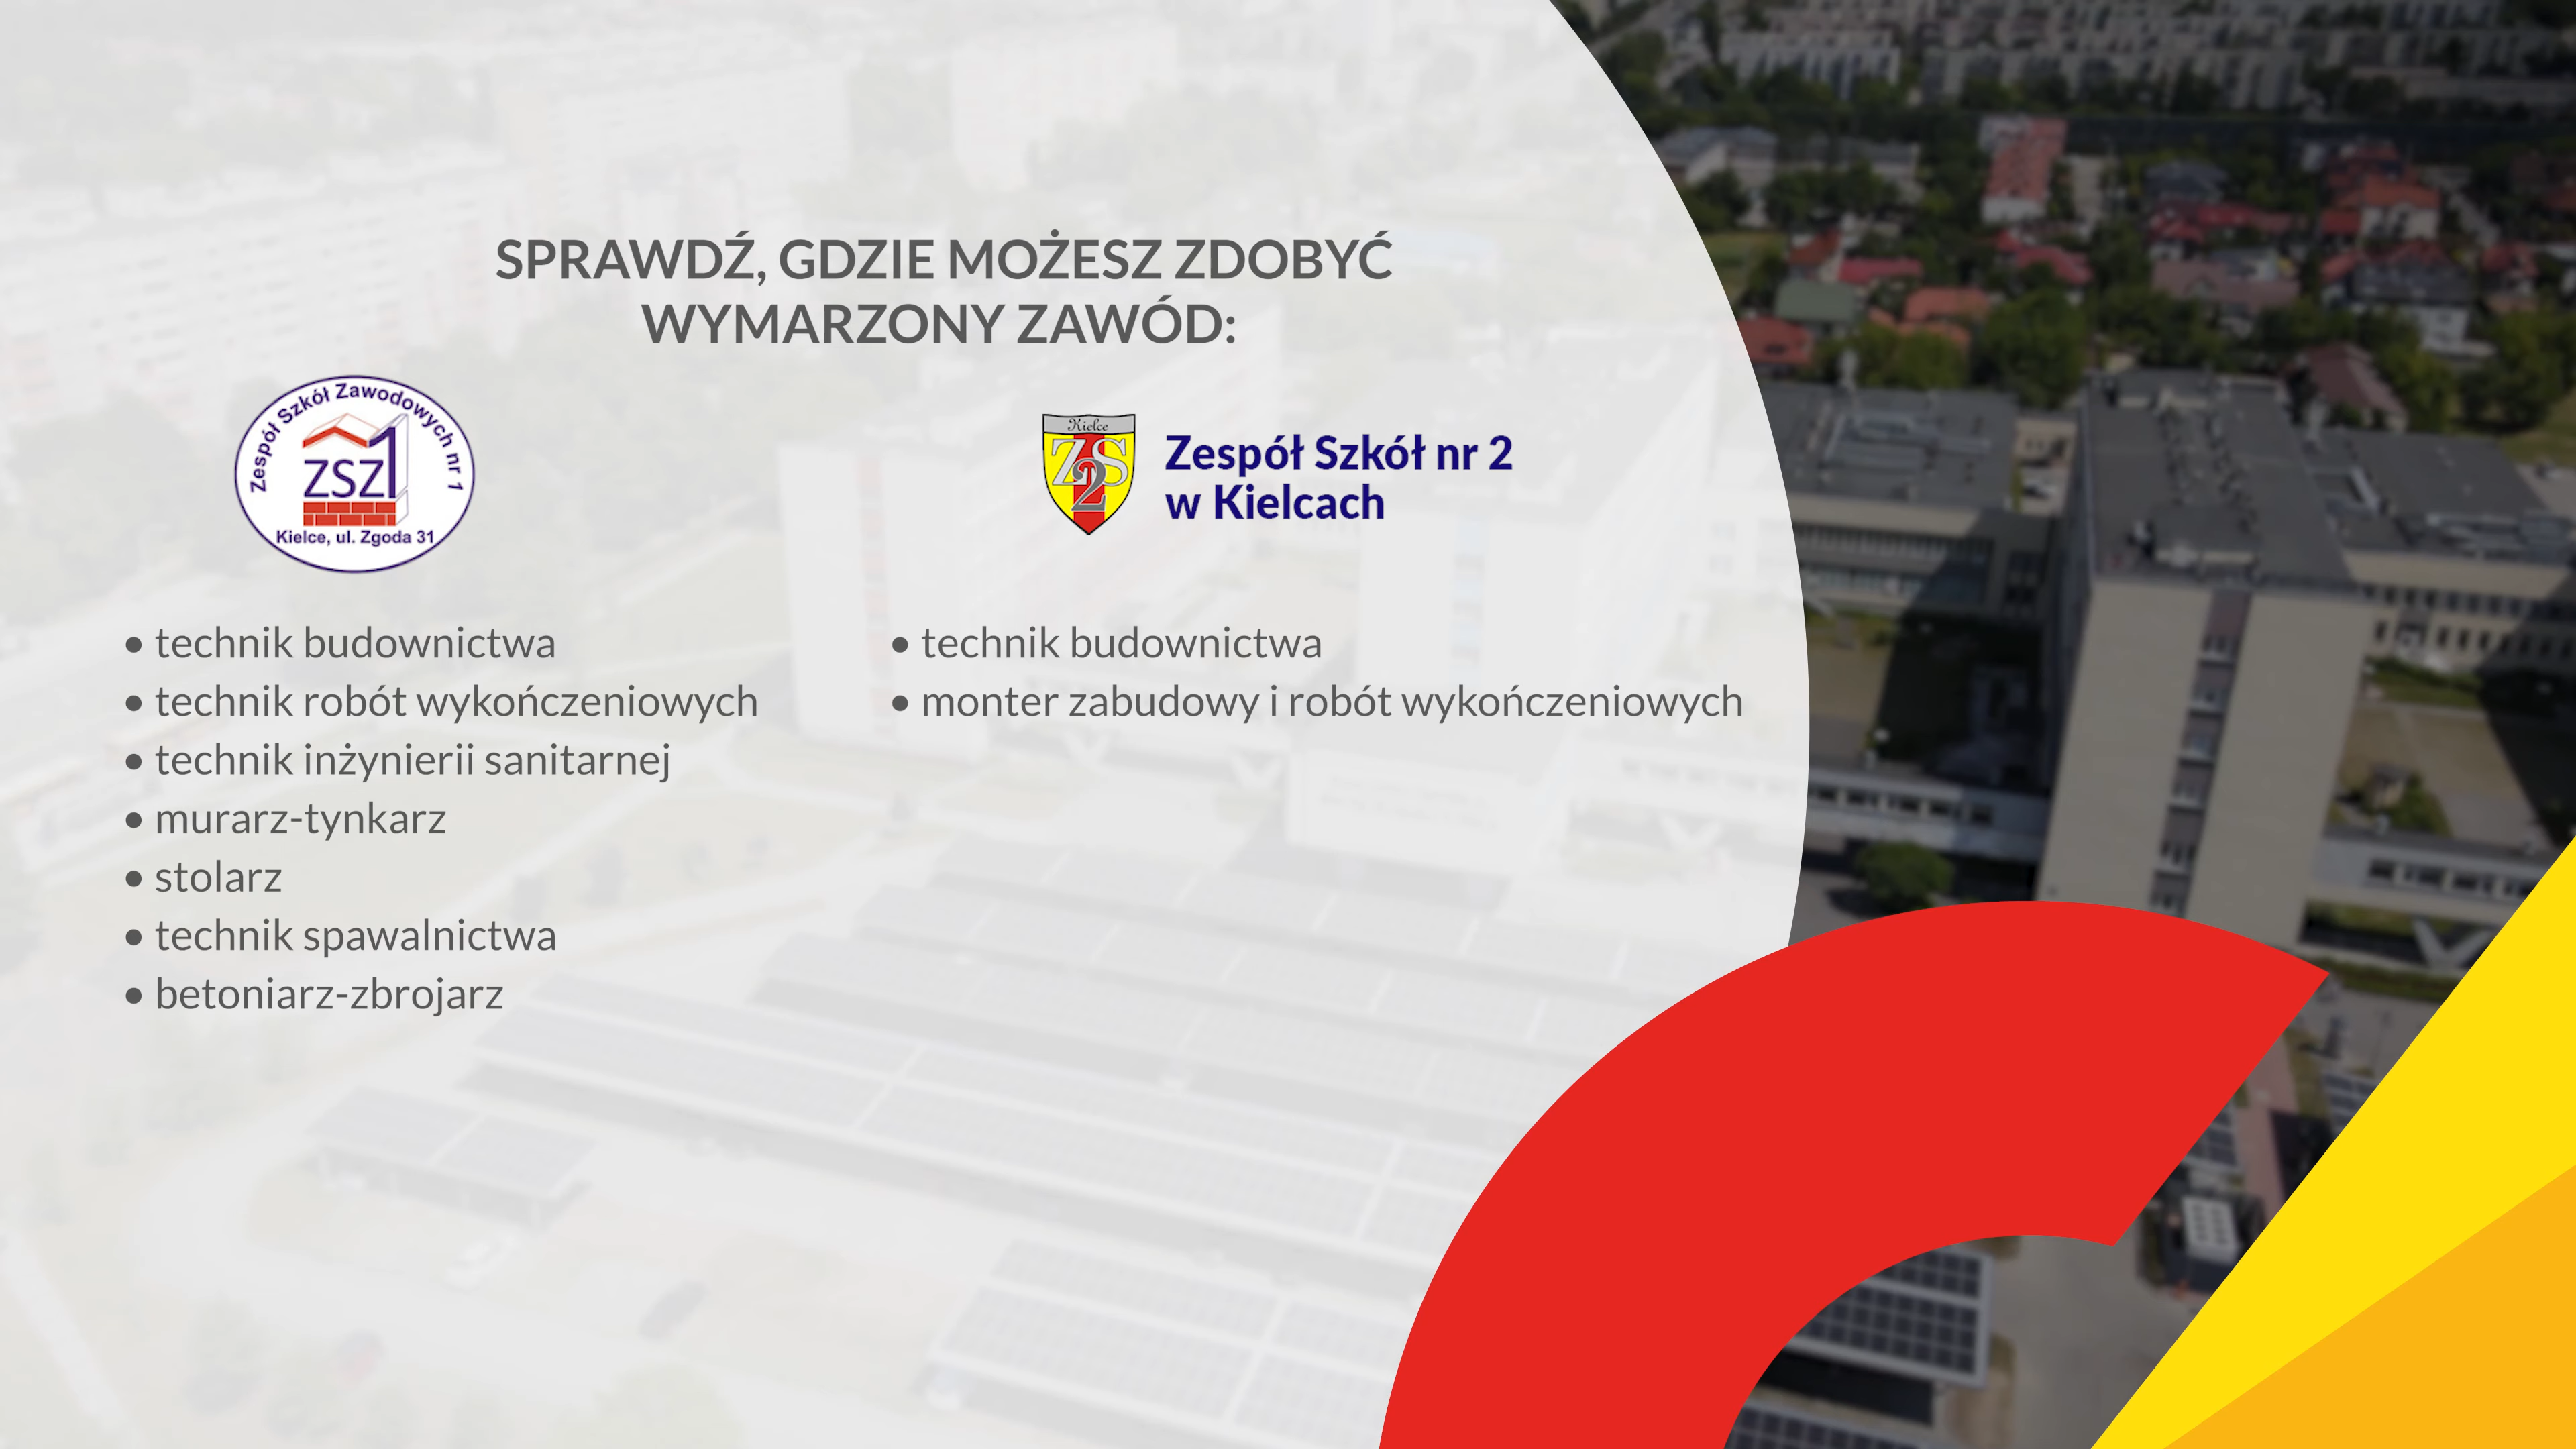 SPRAWDŹ, GDZIE MOŻESZ ZDOBYĆ
WYMARZONY ZAWÓD:
Zespół Szkół Zawodowych nr 1
ZSZ1
Kielce, ul. Zgoda 31
• technik budownictwa
• technik robót wykończeniowych
• technik inżynierii sanitarnej
• murarz-tynkarz
• stolarz
• technik spawalnictwa
• betoniarz-zbrojarz
Kielce
ZS2
Zespół Szkół nr 2
w Kielcach
• technik budownictwa
• monter zabudowy i robót wykończeniowych